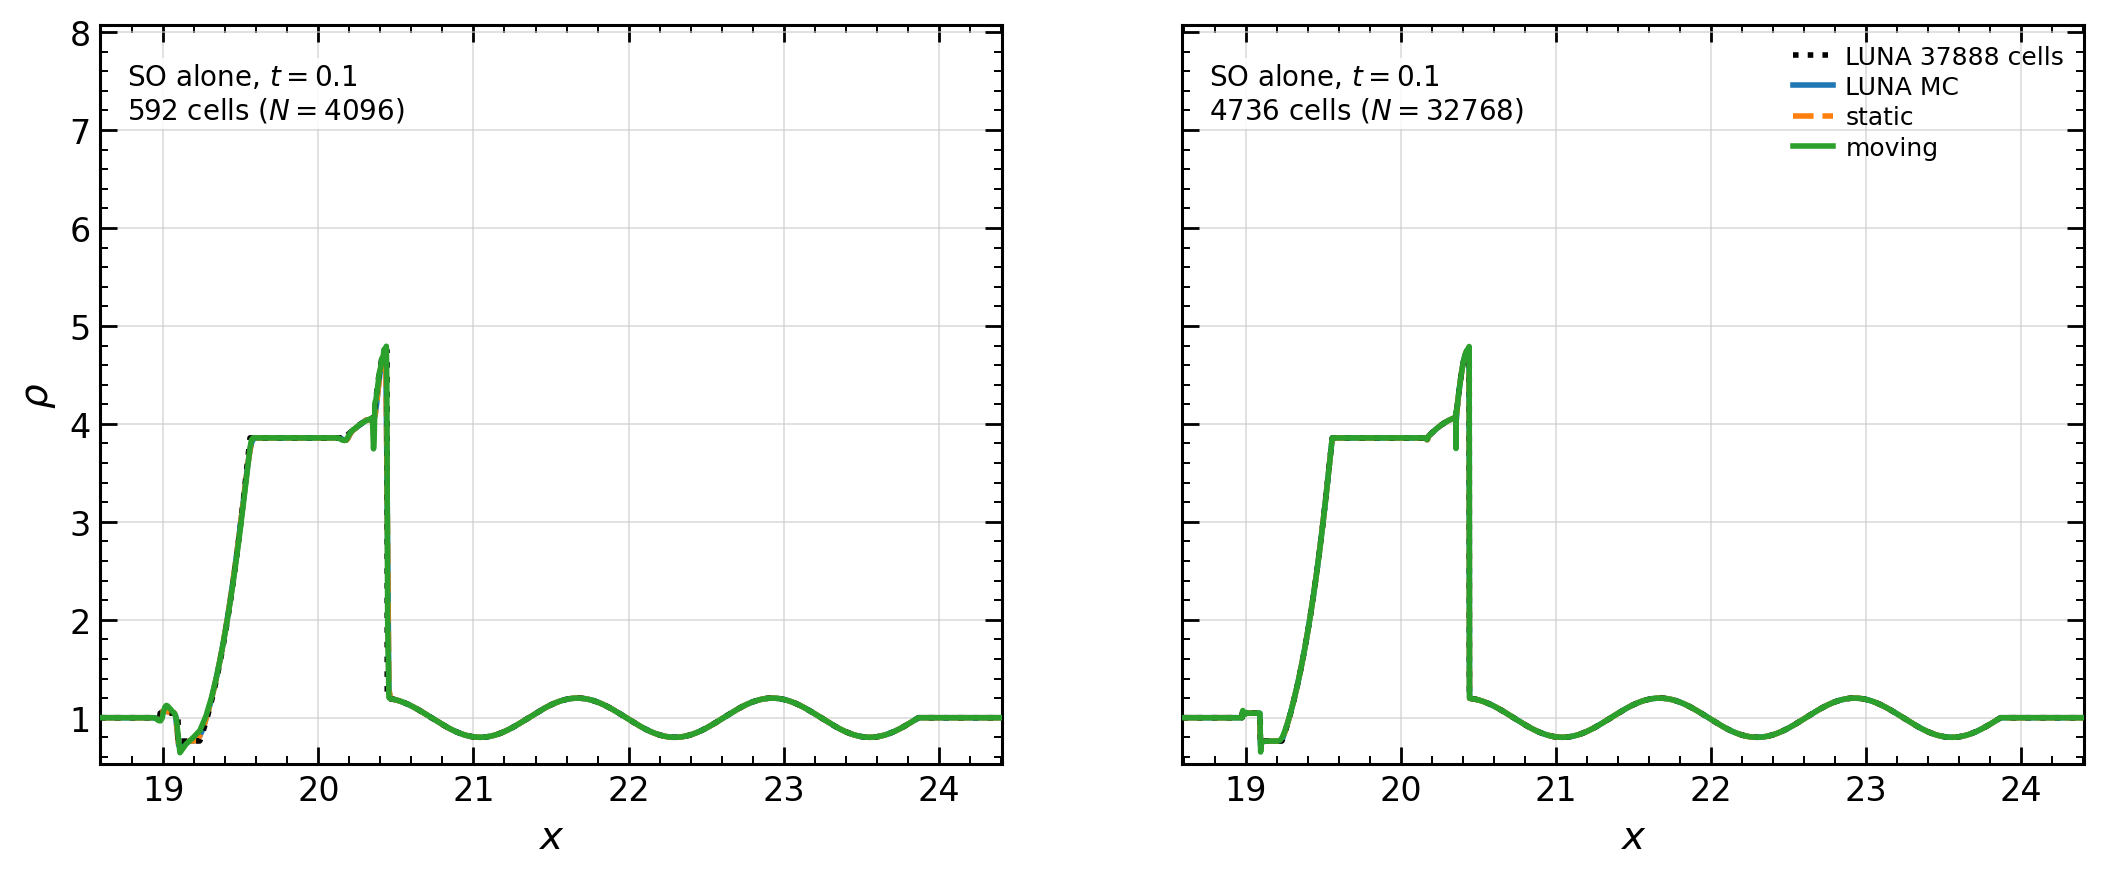 8
7
6
5
4
3
2
1
ρ
SO alone, t = 0.1
592 cells (N = 4096)
19 20 21 22 23 24
x
SO alone, t = 0.1
4736 cells (N = 32768)
LUNA 37888 cells
LUNA MC
static
moving
19 20 21 22 23 24
x